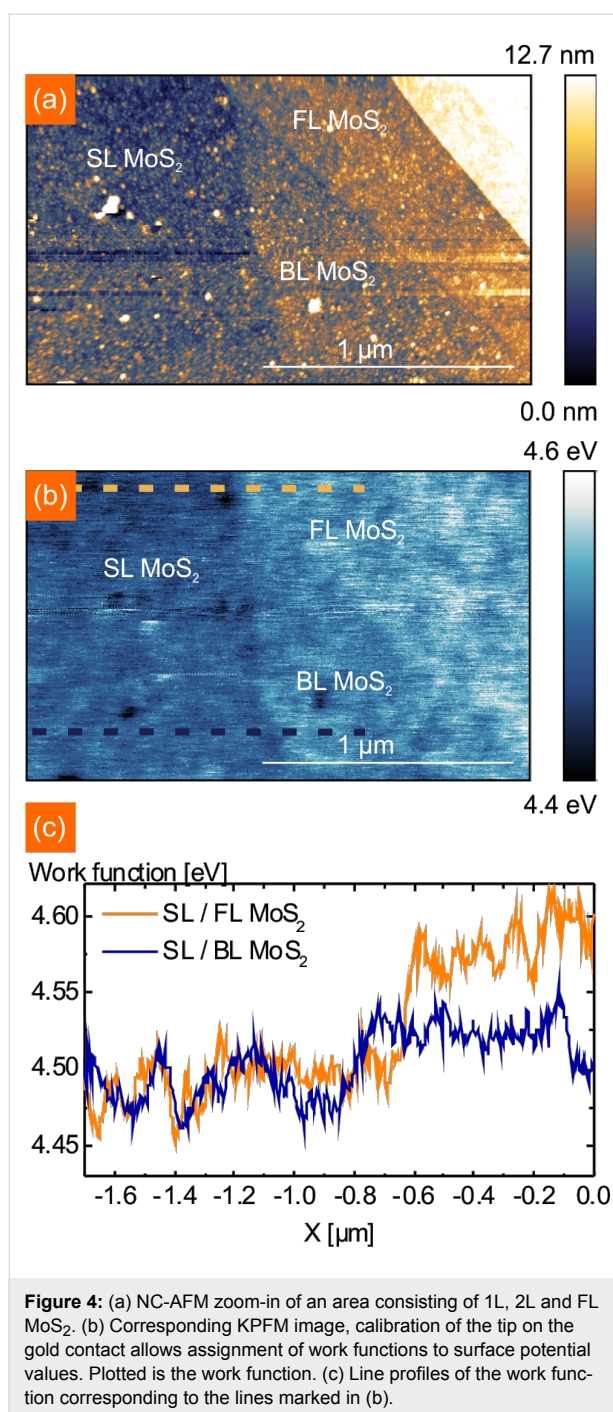 12.7 nm
(a)
FL MoS₂
SL MoS₂
BL MoS₂
1 µm
0.0 nm
4.6 eV
(b)
FL MoS₂
SL MoS₂
BL MoS₂
1 µm
4.4 eV
(c)
Work function [eV]
4.60
SL / FL MoS₂
SL / BL MoS₂
4.55
4.50
4.45
-1.6 -1.4 -1.2 -1.0 -0.8 -0.6 -0.4 -0.2 0.0
X [µm]
Figure 4: (a) NC-AFM zoom-in of an area consisting of 1L, 2L and FL
MoS₂. (b) Corresponding KPFM image, calibration of the tip on the
gold contact allows assignment of work functions to surface potential
values. Plotted is the work function. (c) Line profiles of the work func-
tion corresponding to the lines marked in (b).